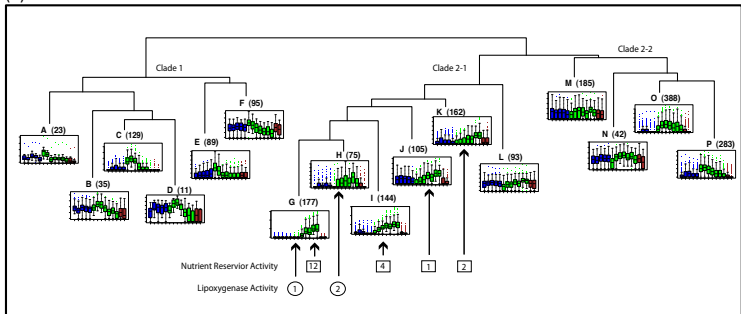 Clade 1
Clade 2-1
Clade 2-2
M (185)
F (95)
O (388)
K (162)
A (23)
C (129)
N (42)
E (89)
P (283)
H (75)
J (105)
L (93)
B (35)
D (11)
G (177)
I (144)
Nutrient Reservior Activity
12
4
1
2
Lipoxygenase Activity
1
2